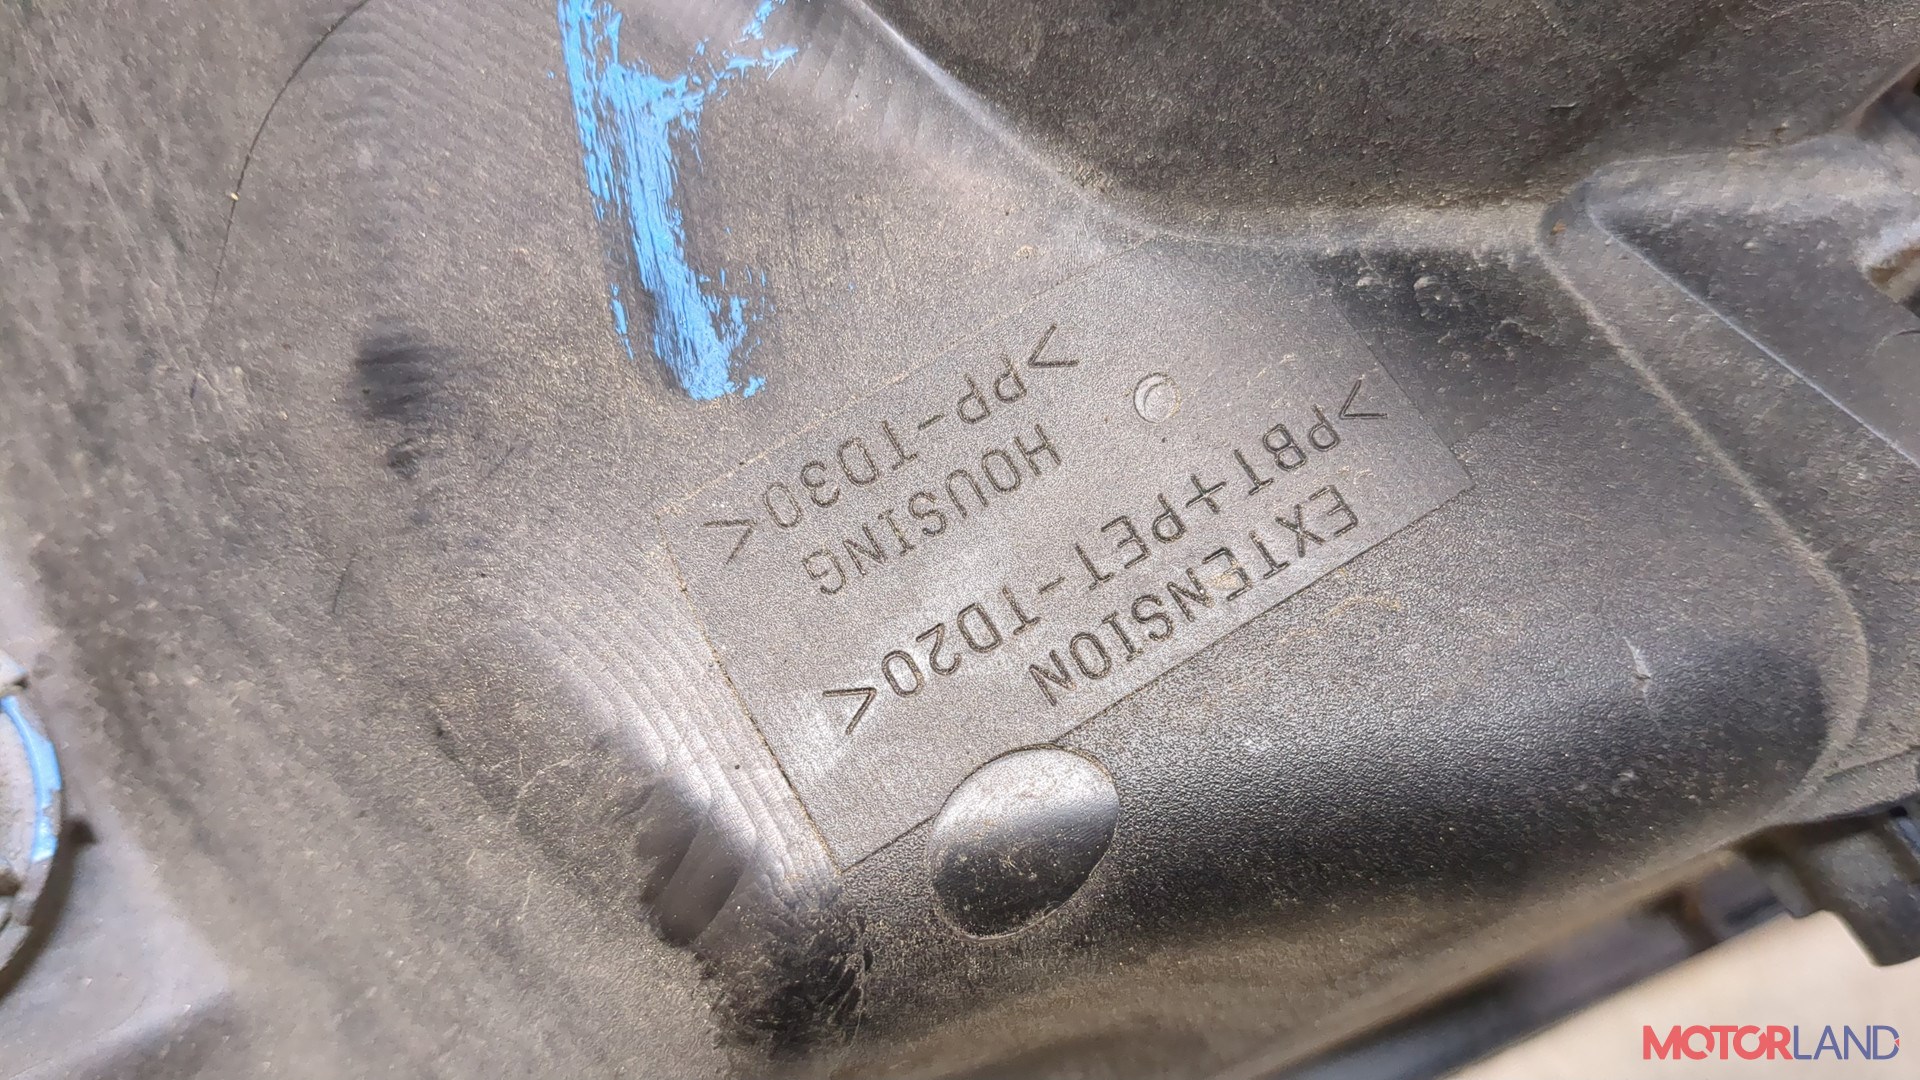 EXTENSION
>PBT+PET-TD20<
HOUSING
>PP-TD30<
MOTORLAND